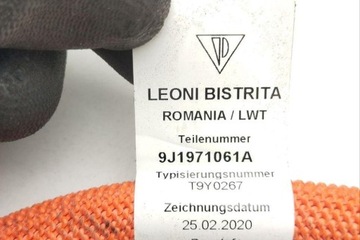 LEONI BISTRITA
ROMANIA / LWT
Teilenummer
9J1971061A
Typisierungsnummer
T9Y0267
Zeichnungsdatum
25.02.2020